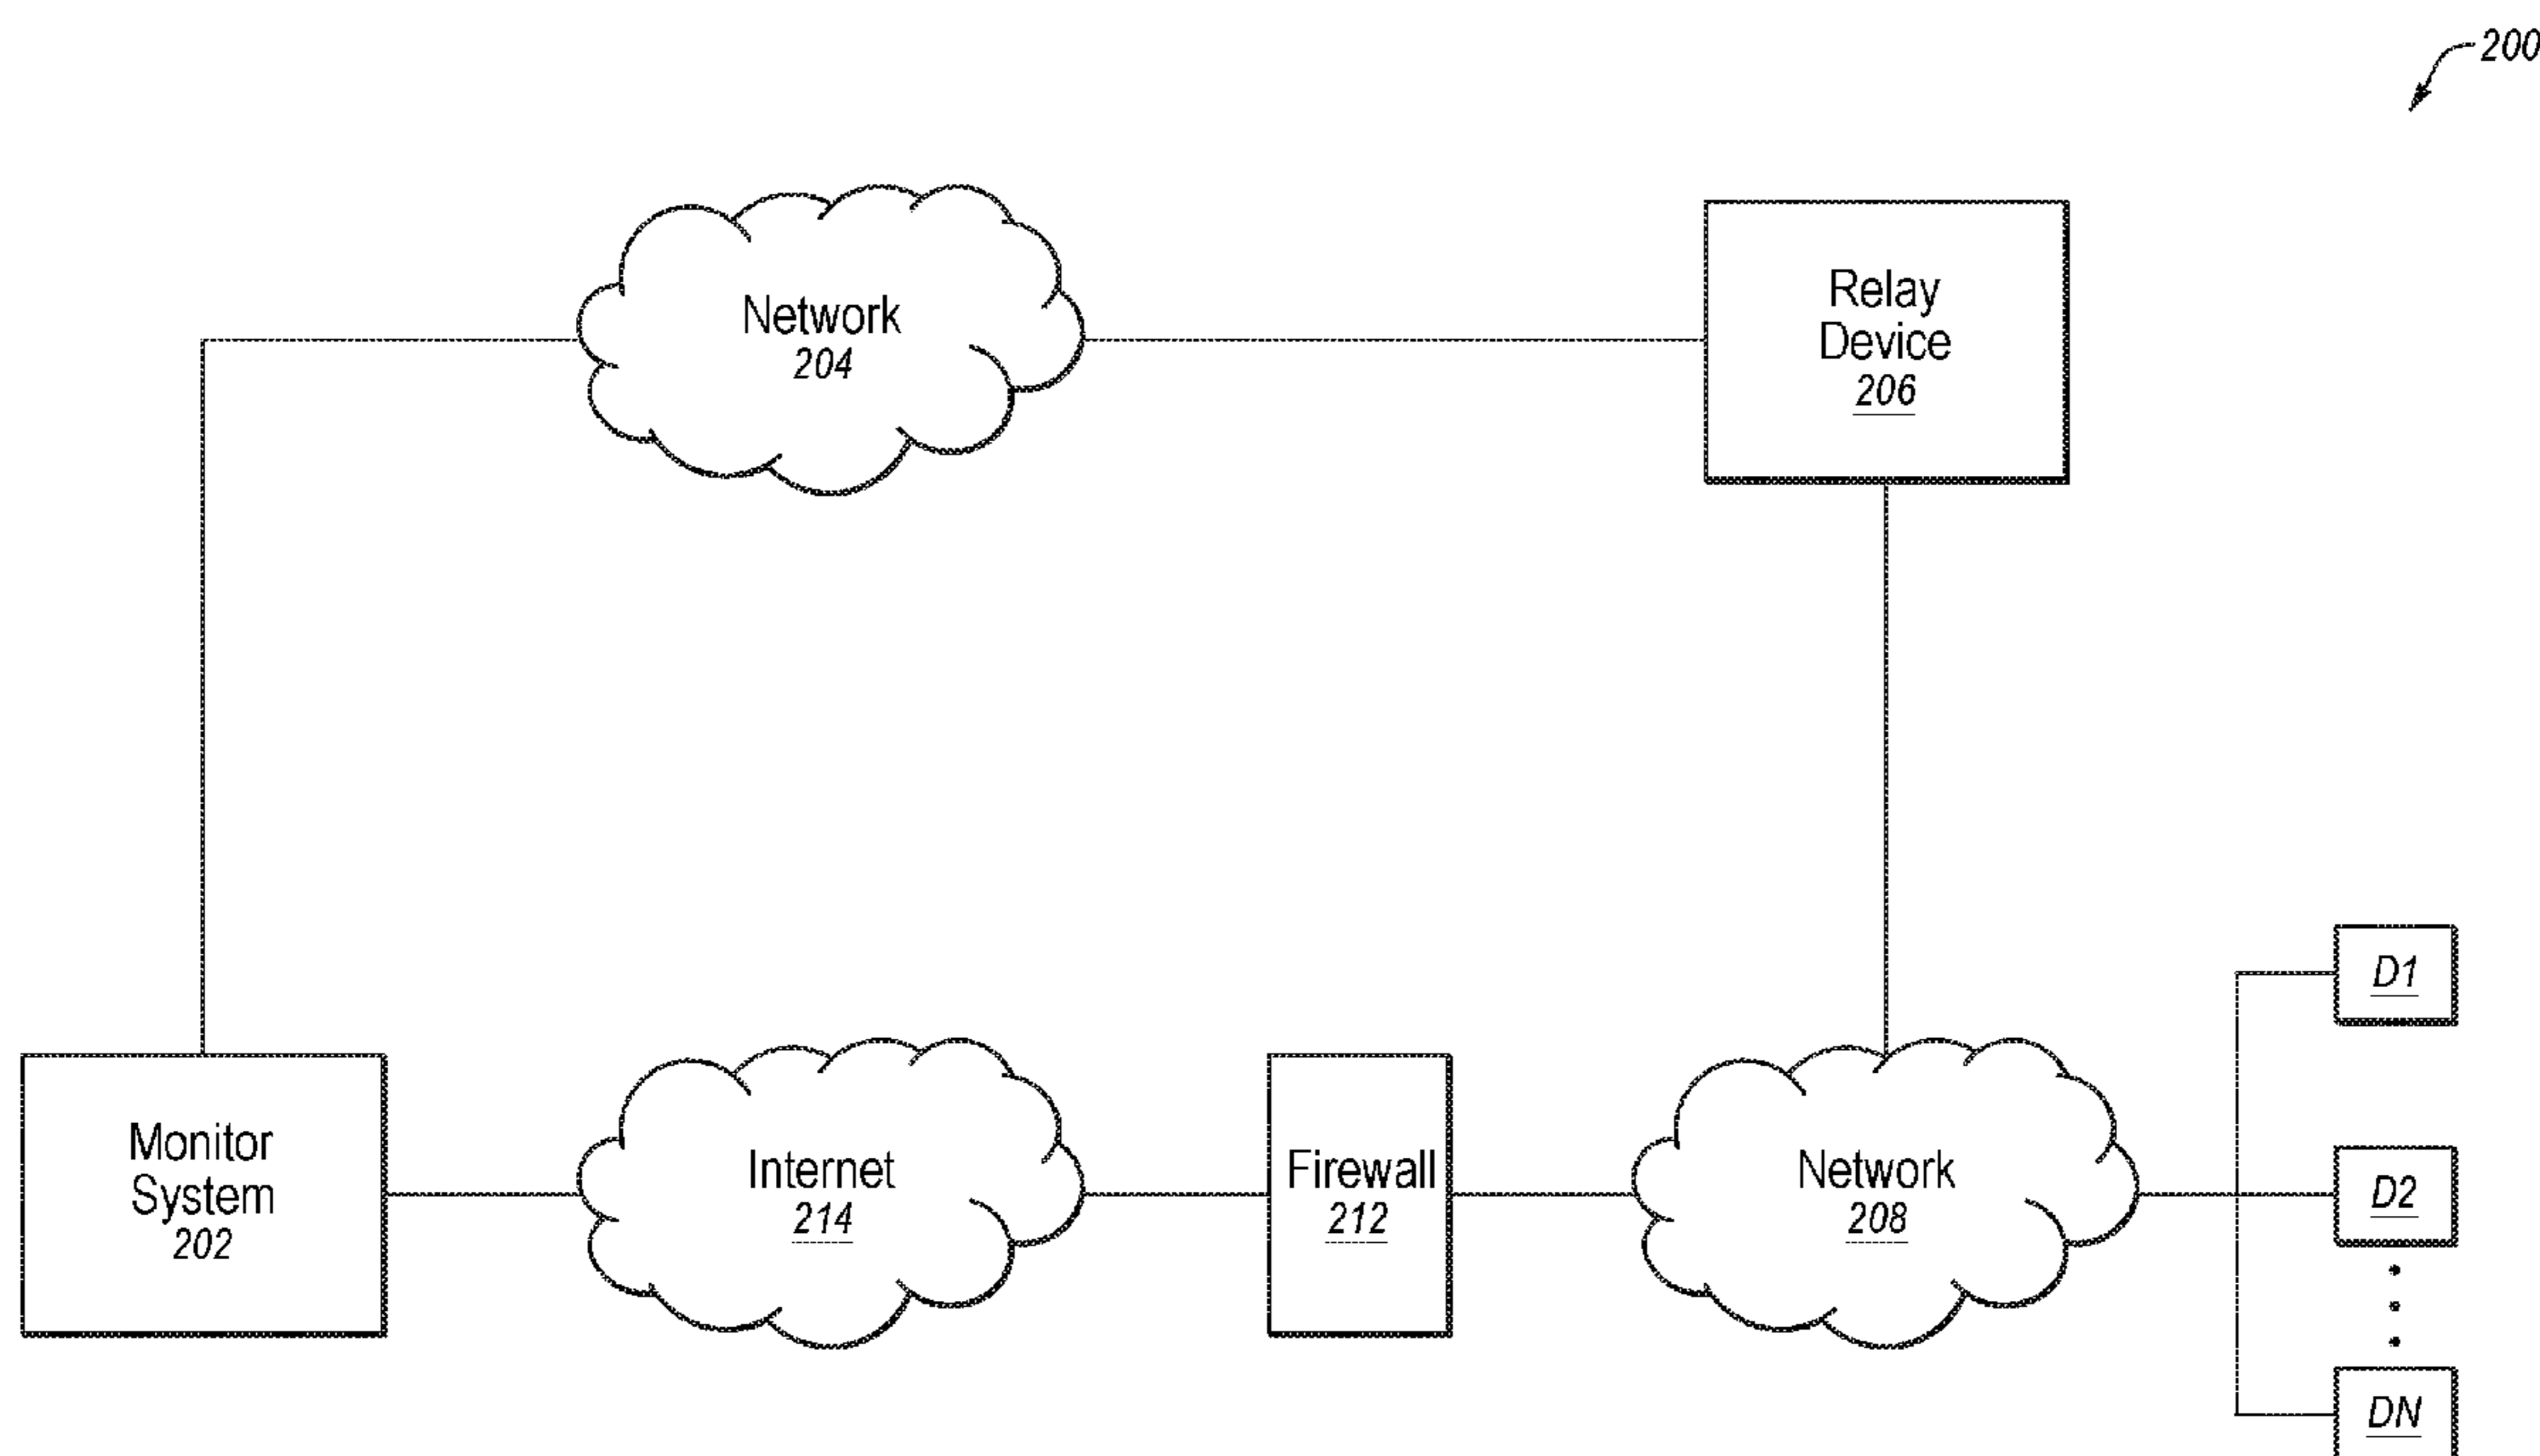 200
Network
204
Relay
Device
206
D1
Monitor
System
202
Internet
214
Firewall
212
Network
208
D2
DN